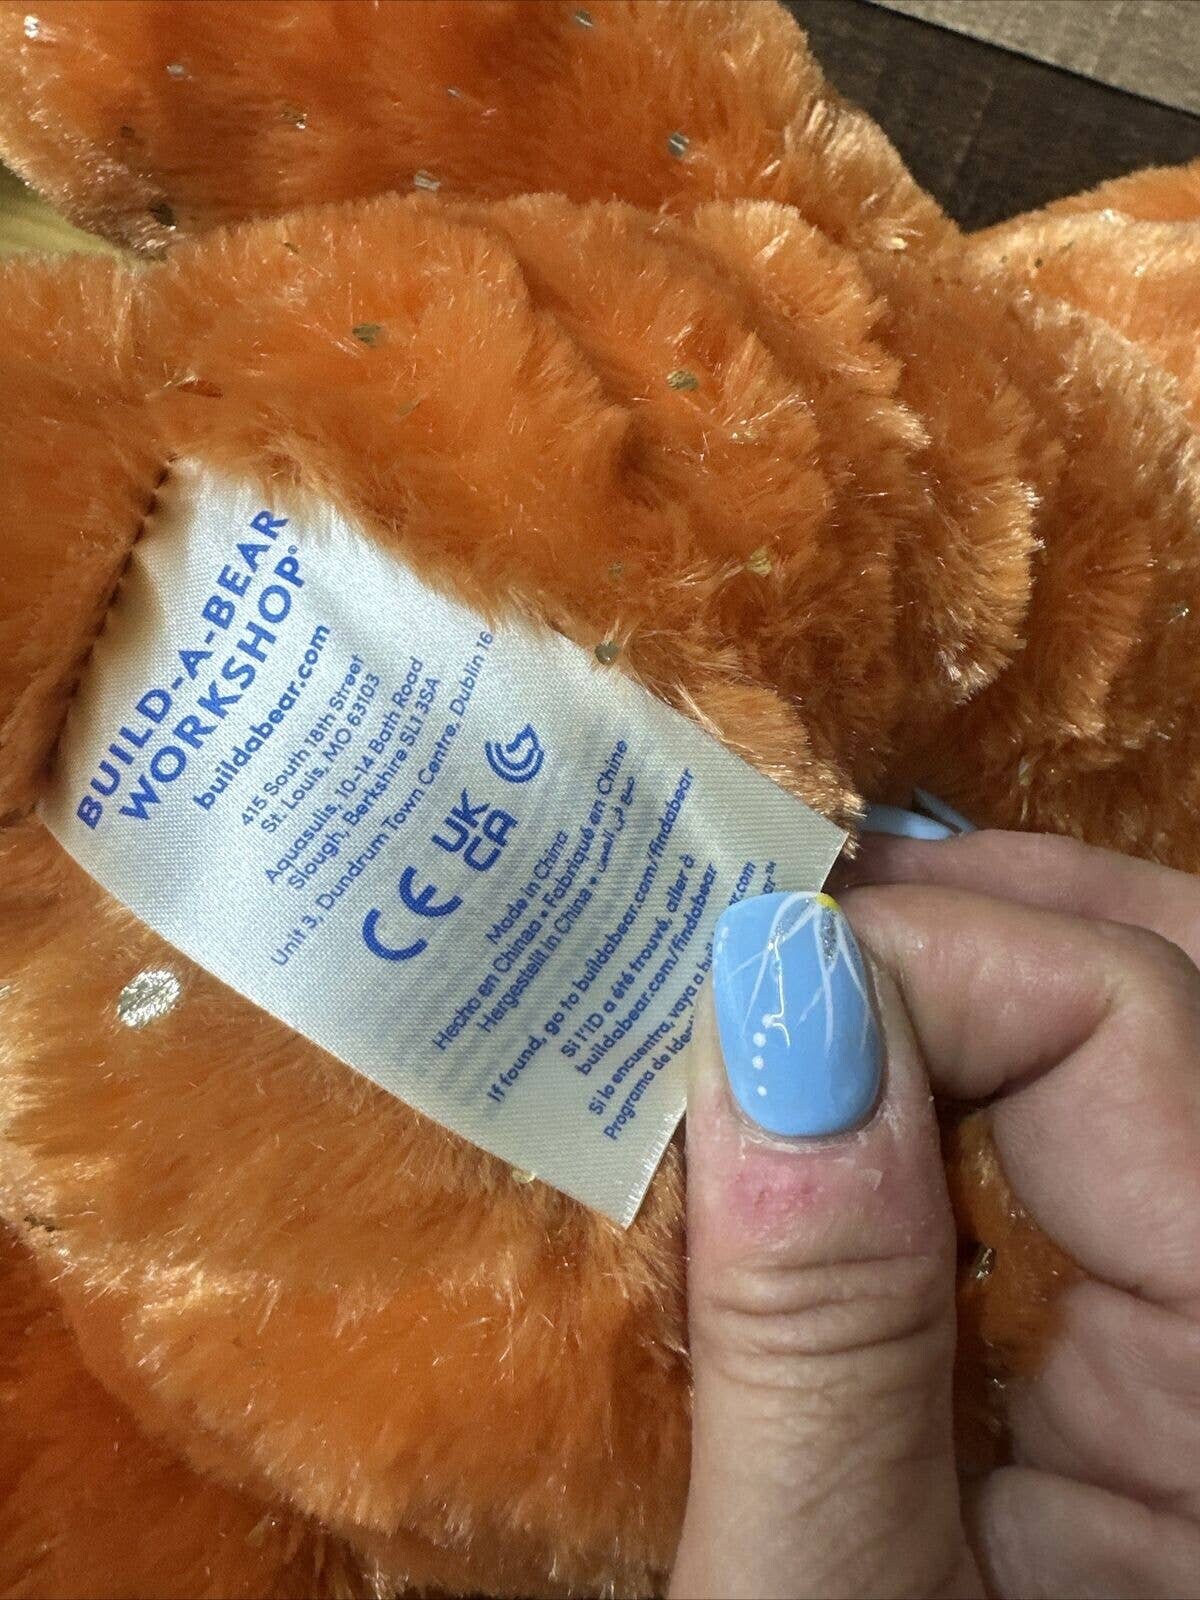 BUILD-A-BEAR
WORKSHOP®
buildabear.com
415 South 18th Street
St. Louis, MO 63103
Aquasulis, 10-14 Bath Road
Slough, Berkshire SL1 3SA
Unit 3, Dundrum Town Centre, Dublin 16
CE UK
CA
Made in China
Hecho en China • Fabriqué en Chine
Hergestellt in China • صنع في الصين
If found, go to buildabear.com/findabear
Si l'ID a été trouvé, aller à
buildabear.com/findabear
Si lo encuentra, vaya a
Programa de